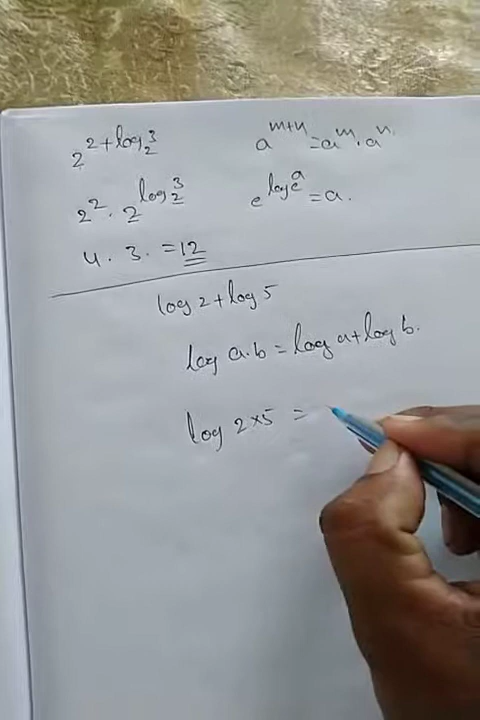 2^{2+log_2 3}
a^{m+n} = a^m · a^n.
2^2 · 2^{log_2 3}
e^{log_e a} = a.
4 · 3 · = 12
log 2 + log 5
log a·b = log a + log b.
log 2×5 =